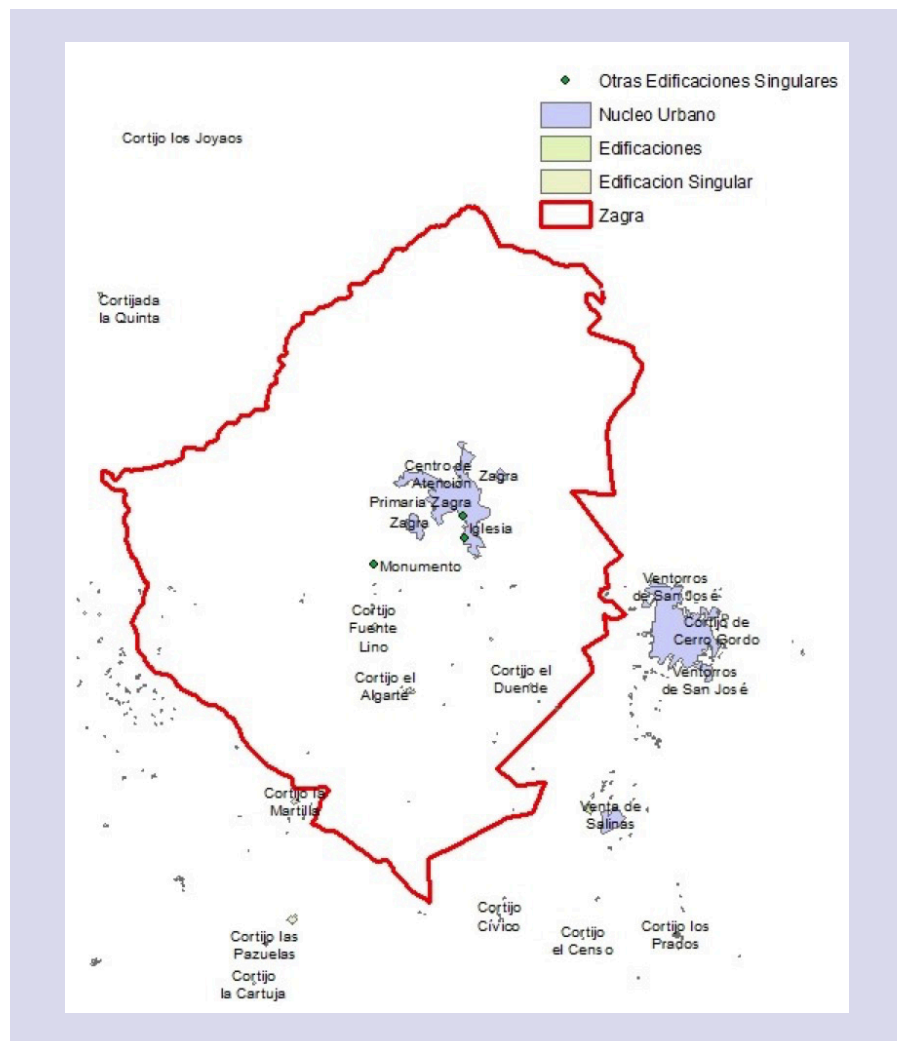 Otras Edificaciones Singulares
Nucleo Urbano
Edificaciones
Edificacion Singular
Zagra
Cortijo los Joyaos
Cortijada
la Quinta
Centro de
Atención
Primaria Zagra
Zagra
Zagra
Iglesia
Monumento
Cortijo
Fuente
Lino
Cortijo el
Algarte
Cortijo el
Duende
Ventorros
de San José
Cortijo de
Cerro Gordo
Ventorros
de San José
Cortijo la
Martilla
Venta de
Salinas
Cortijo
Cívico
Cortijo
el Censo
Cortijo los
Prados
Cortijo las
Pazuelas
Cortijo
la Cartuja